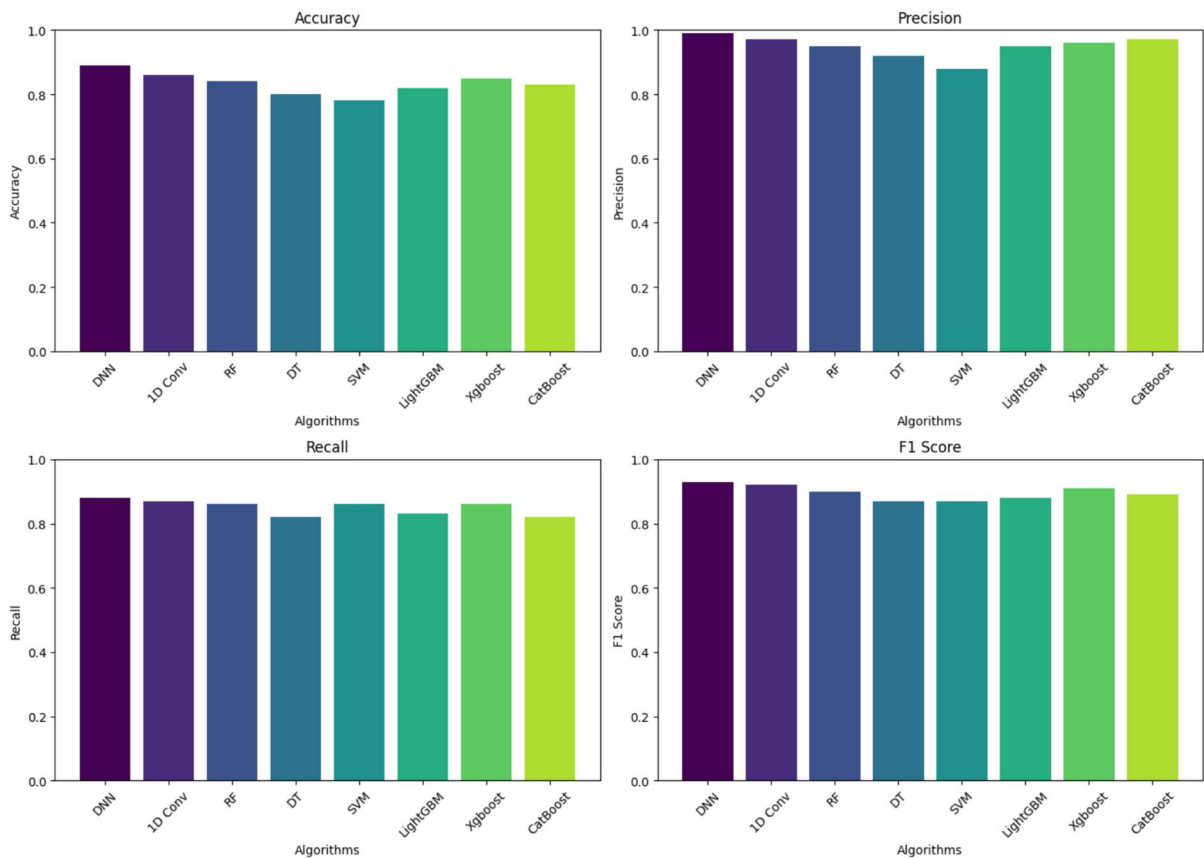 Accuracy
1.0
0.8
0.6
0.4
0.2
0.0
Accuracy
DNN
1D Conv
RF
DT
SVM
LightGBM
Xgboost
CatBoost
Algorithms
Precision
1.0
0.8
0.6
0.4
0.2
0.0
Precision
DNN
1D Conv
RF
DT
SVM
LightGBM
Xgboost
CatBoost
Algorithms
Recall
1.0
0.8
0.6
0.4
0.2
0.0
Recall
DNN
1D Conv
RF
DT
SVM
LightGBM
Xgboost
CatBoost
Algorithms
F1 Score
1.0
0.8
0.6
0.4
0.2
0.0
F1 Score
DNN
1D Conv
RF
DT
SVM
LightGBM
Xgboost
CatBoost
Algorithms